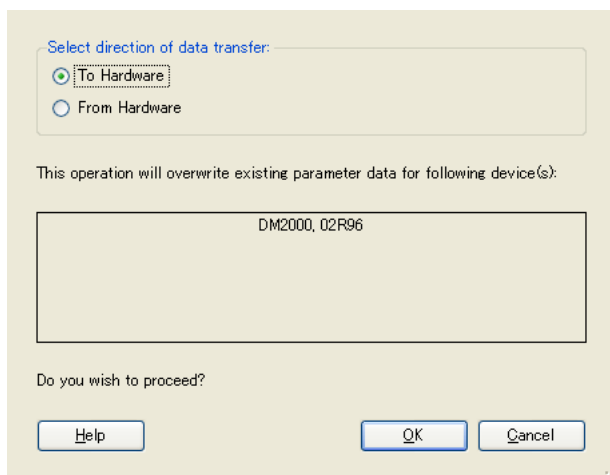 Select direction of data transfer:
To Hardware
From Hardware
This operation will overwrite existing parameter data for following device(s):
DM2000, 02R96
Do you wish to proceed?
Help
OK
Cancel